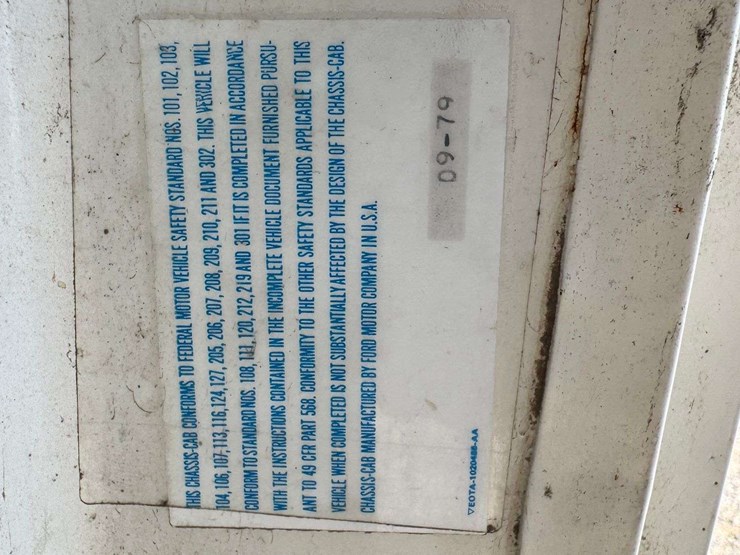 THIS CHASSIS-CAB CONFORMS TO FEDERAL MOTOR VEHICLE SAFETY STANDARD NOS. 101, 102, 103,
104, 106, 107, 113, 116, 124, 127, 205, 206, 207, 208, 209, 210, 211 AND 302. THIS VEHICLE WILL
CONFORM TO STANDARD NOS. 108, 111, 120, 212, 219 AND 301 IF IT IS COMPLETED IN ACCORDANCE
WITH THE INSTRUCTIONS CONTAINED IN THE INCOMPLETE VEHICLE DOCUMENT FURNISHED PURSU-
ANT TO 49 CFR PART 568. CONFORMITY TO THE OTHER SAFETY STANDARDS APPLICABLE TO THIS
VEHICLE WHEN COMPLETED IS NOT SUBSTANTIALLY AFFECTED BY THE DESIGN OF THE CHASSIS-CAB.
CHASSIS-CAB MANUFACTURED BY FORD MOTOR COMPANY IN U.S.A.
09-79
▽EOTA-1020488-AA